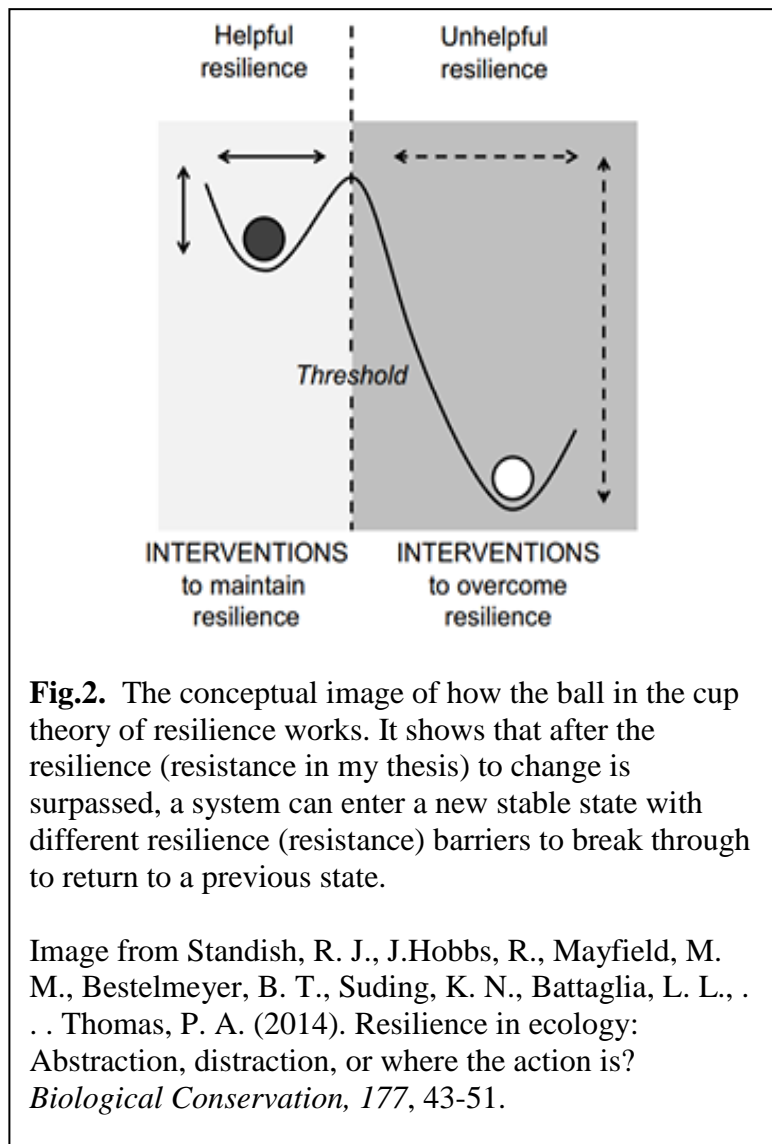 Helpful resilience
Unhelpful resilience
Threshold
INTERVENTIONS to maintain resilience
INTERVENTIONS to overcome resilience
Fig.2. The conceptual image of how the ball in the cup
theory of resilience works. It shows that after the
resilience (resistance in my thesis) to change is
surpassed, a system can enter a new stable state with
different resilience (resistance) barriers to break through
to return to a previous state.
Image from Standish, R. J., J.Hobbs, R., Mayfield, M.
M., Bestelmeyer, B. T., Suding, K. N., Battaglia, L. L., .
. . Thomas, P. A. (2014). Resilience in ecology:
Abstraction, distraction, or where the action is?
Biological Conservation, 177, 43-51.